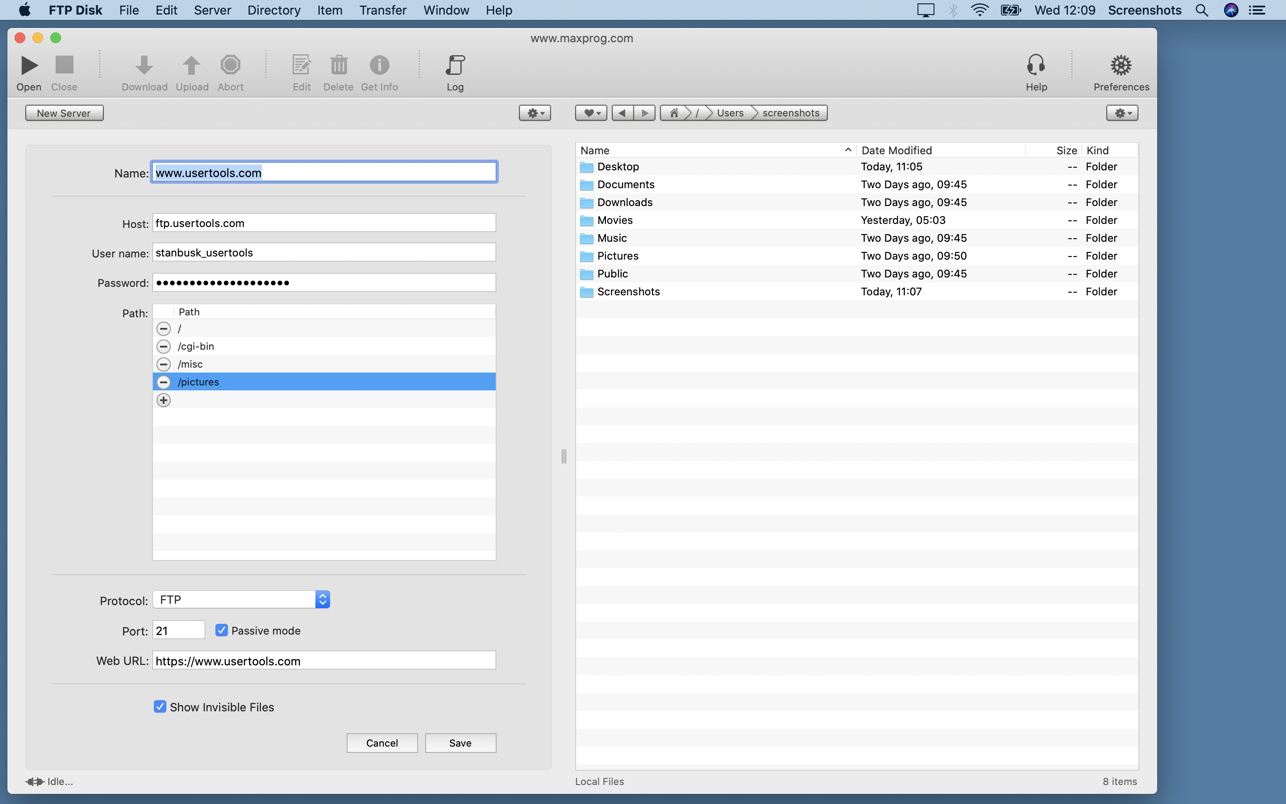 FTP Disk File Edit Server Directory Item Transfer Window Help Wed 12:09 Screenshots
www.maxprog.com
Open Close Download Upload Abort Edit Delete Get Info Log Help Preferences
New Server / Users screenshots
Name: www.usertools.com
Host: ftp.usertools.com
User name: stanbusk_usertools
Password: ••••••••••••••••••••
Path: Path
/
/cgi-bin
/misc
/pictures
Protocol: FTP
Port: 21 Passive mode
Web URL: https://www.usertools.com
Show Invisible Files
Cancel Save
Idle...
Name Date Modified Size Kind
Desktop Today, 11:05 -- Folder
Documents Two Days ago, 09:45 -- Folder
Downloads Two Days ago, 09:45 -- Folder
Movies Yesterday, 05:03 -- Folder
Music Two Days ago, 09:45 -- Folder
Pictures Two Days ago, 09:50 -- Folder
Public Two Days ago, 09:45 -- Folder
Screenshots Today, 11:07 -- Folder
Local Files 8 items